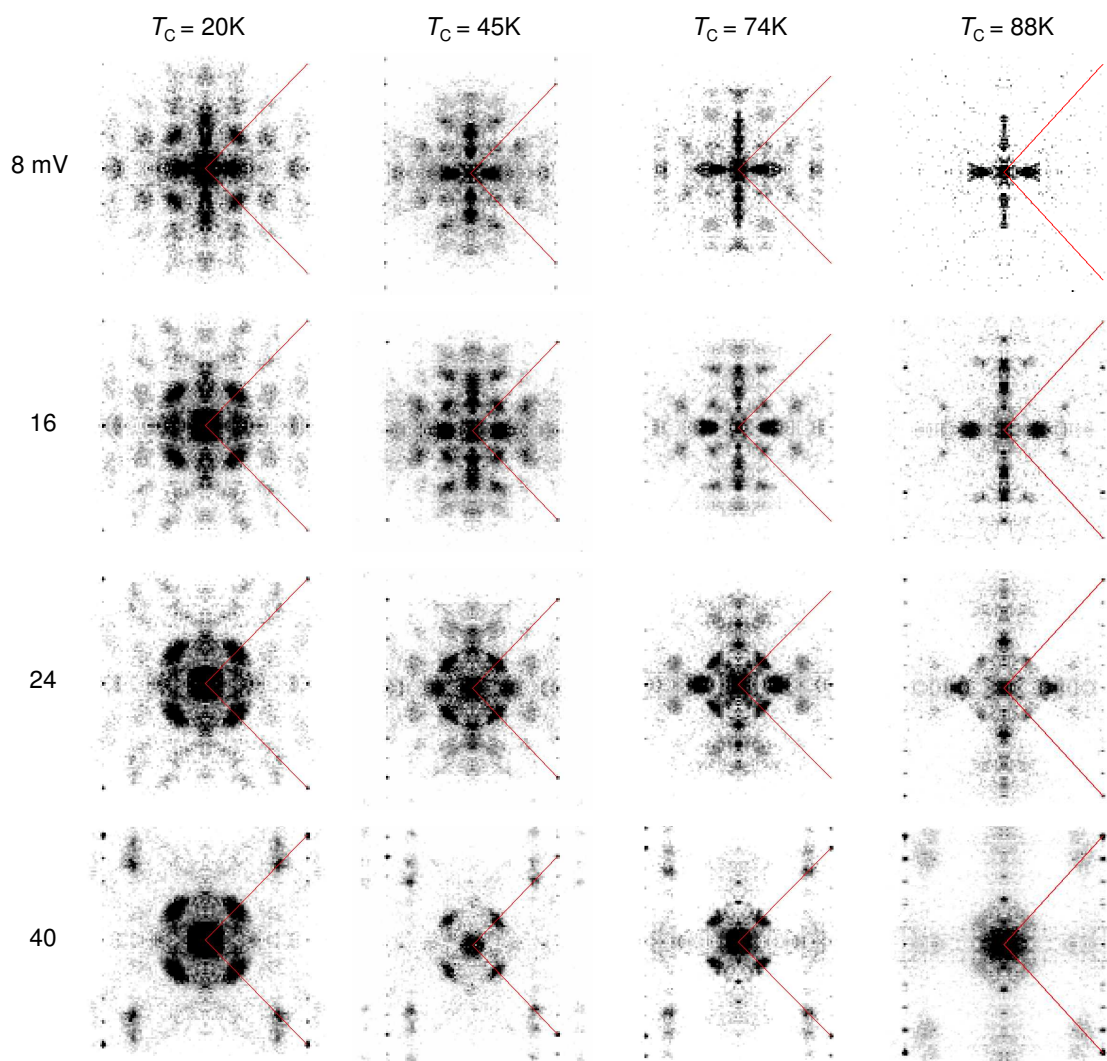 T_C = 20K T_C = 45K T_C = 74K T_C = 88K
8 mV
16
24
40